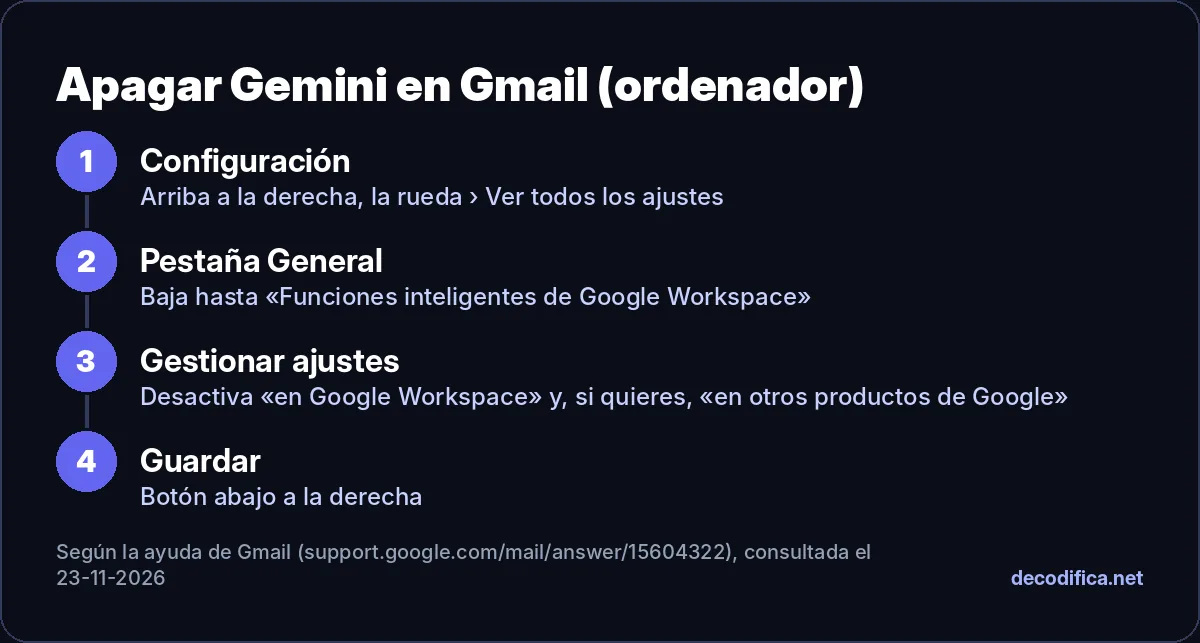 Apagar Gemini en Gmail (ordenador)
1
Configuración
Arriba a la derecha, la rueda › Ver todos los ajustes
2
Pestaña General
Baja hasta «Funciones inteligentes de Google Workspace»
3
Gestionar ajustes
Desactiva «en Google Workspace» y, si quieres, «en otros productos de Google»
4
Guardar
Botón abajo a la derecha
Según la ayuda de Gmail (support.google.com/mail/answer/15604322), consultada el
23-11-2026
decodifica.net